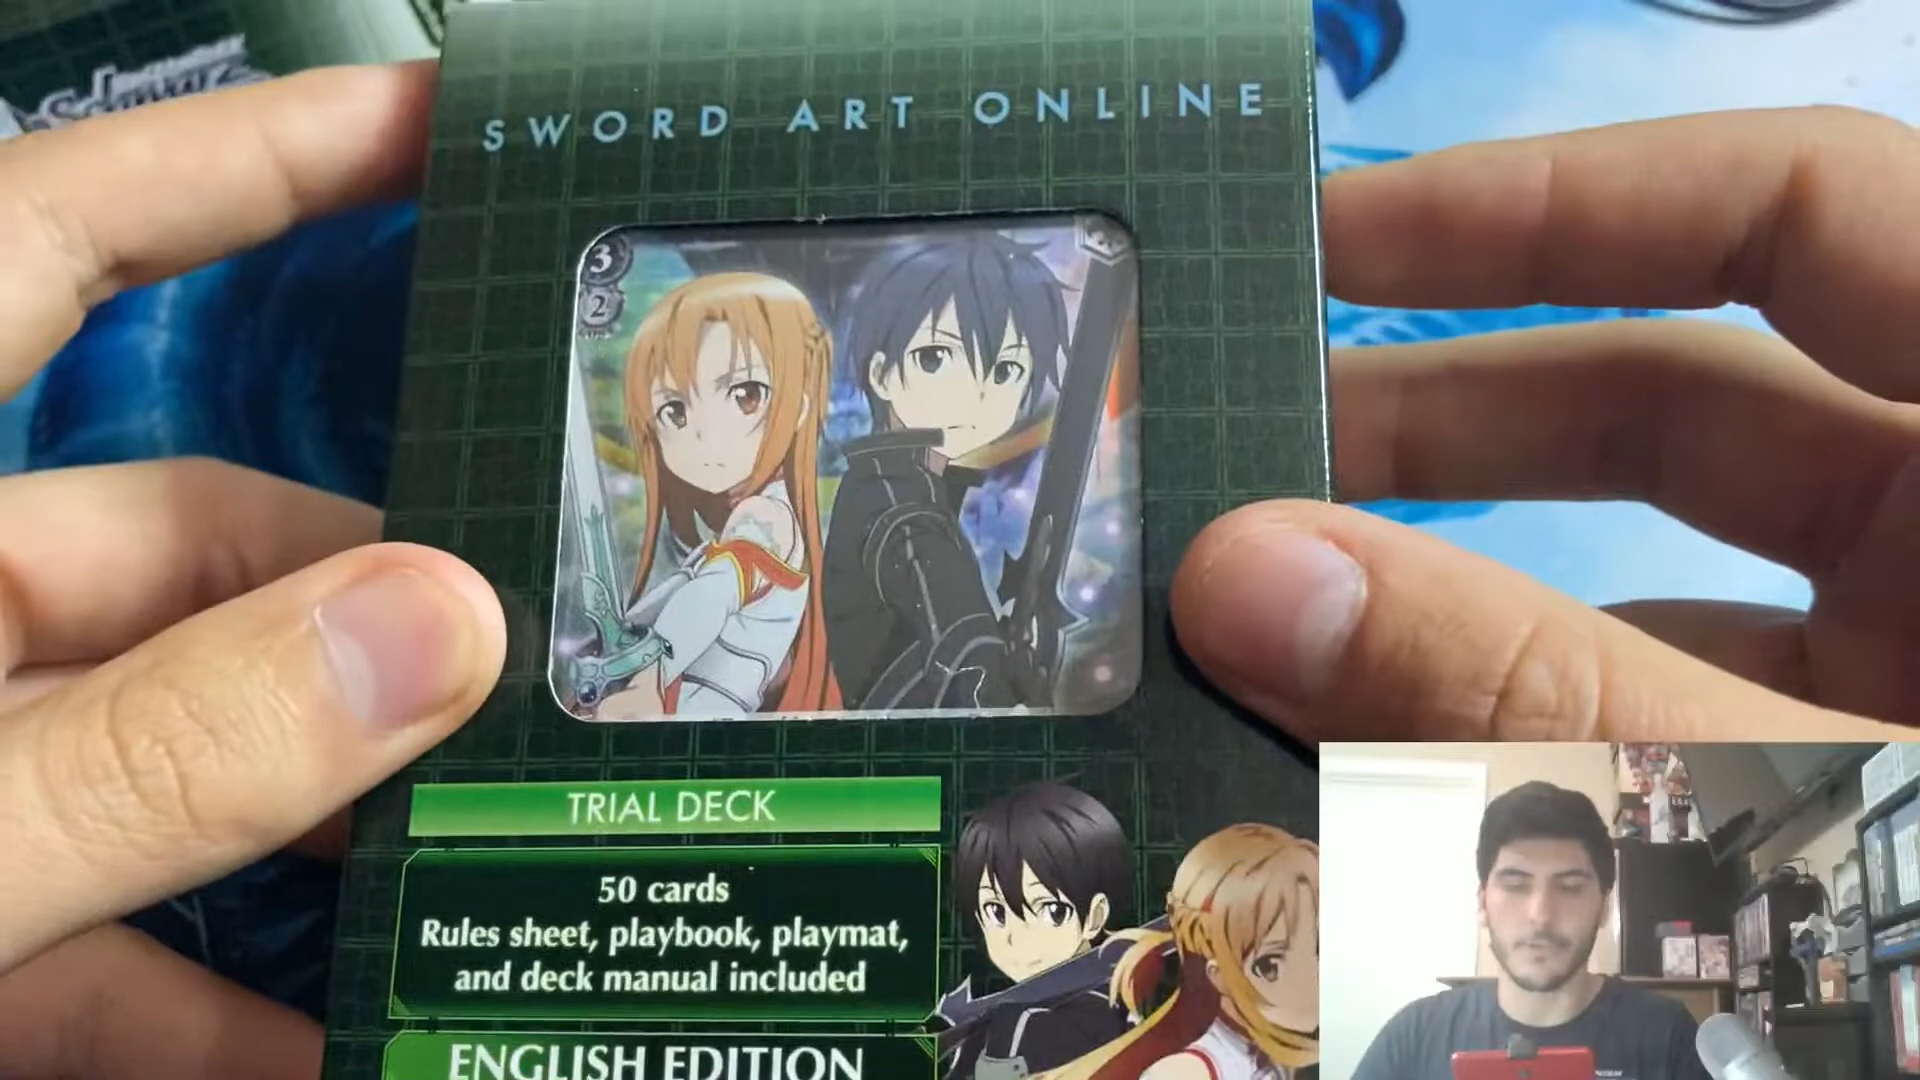 Schwarz
SWORD ART ONLINE
3
2
TRIAL DECK
50 cards
Rules sheet, playbook, playmat,
and deck manual included
ENGLISH EDITION